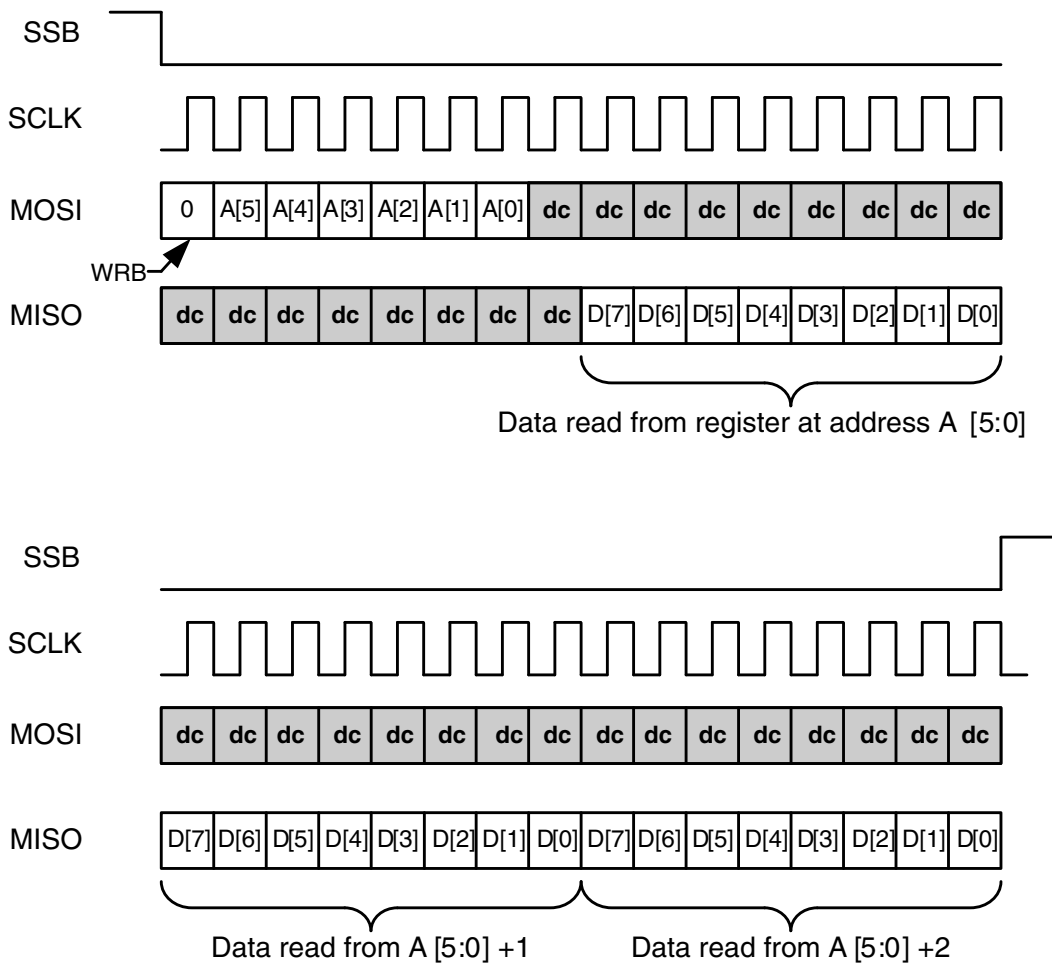 SSB
SCLK
MOSI 0 A[5] A[4] A[3] A[2] A[1] A[0] dc dc dc dc dc dc dc dc dc
WRB
MISO dc dc dc dc dc dc dc dc D[7] D[6] D[5] D[4] D[3] D[2] D[1] D[0]
Data read from register at address A [5:0]
SSB
SCLK
MOSI dc dc dc dc dc dc dc dc dc dc dc dc dc dc dc dc
MISO D[7] D[6] D[5] D[4] D[3] D[2] D[1] D[0] D[7] D[6] D[5] D[4] D[3] D[2] D[1] D[0]
Data read from A [5:0] +1 Data read from A [5:0] +2